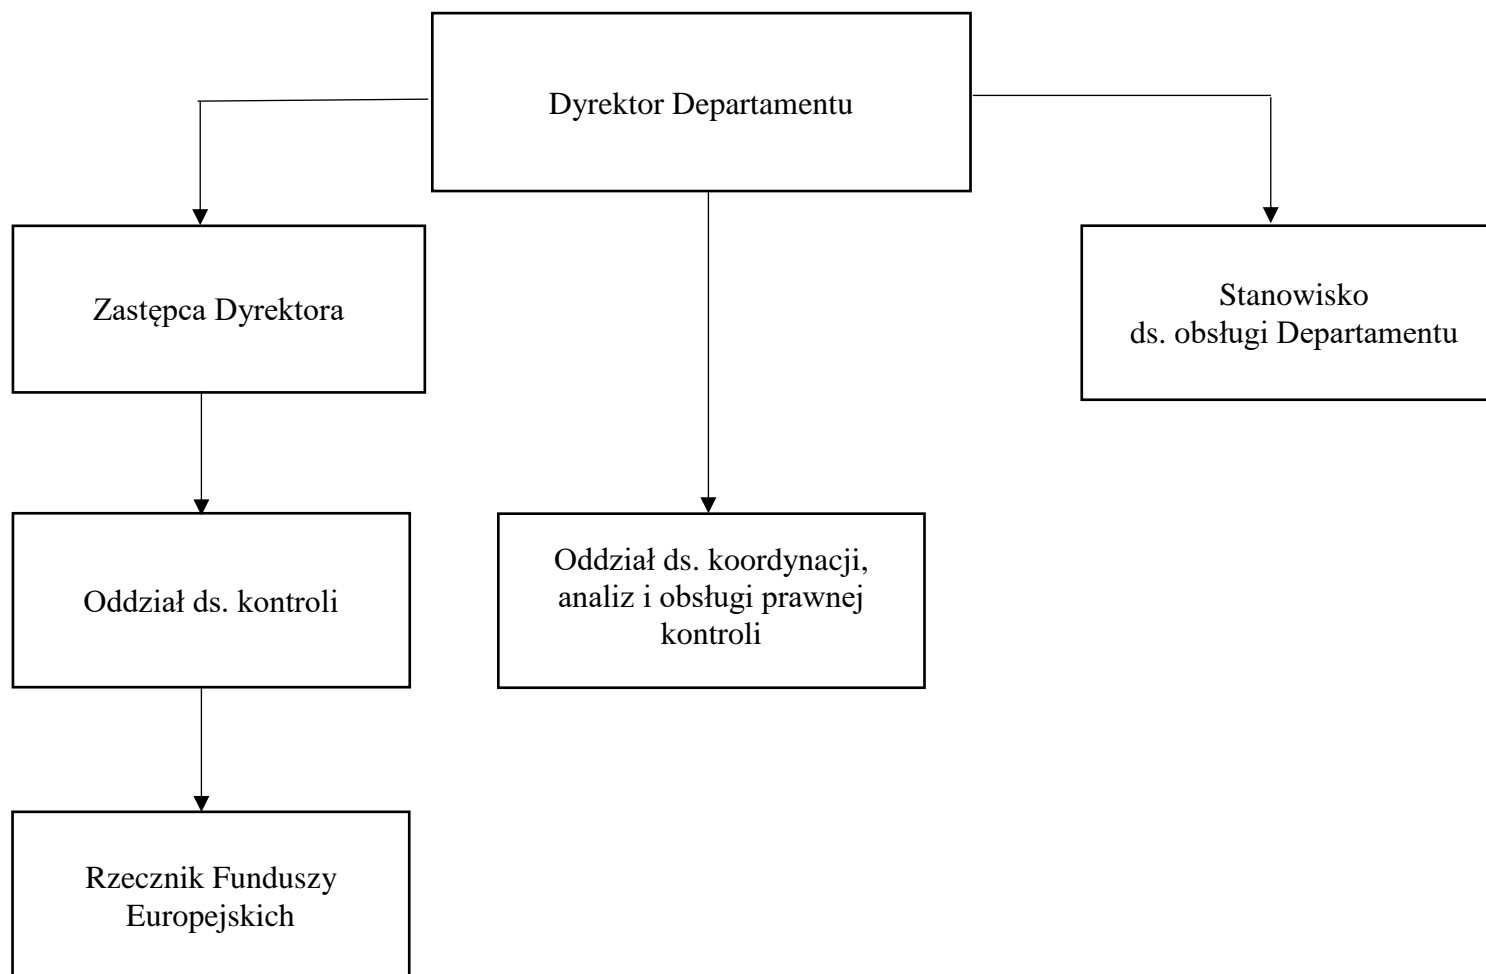 Dyrektor Departamentu
Zastępca Dyrektora
Stanowisko
ds. obsługi Departamentu
Oddział ds. kontroli
Oddział ds. koordynacji,
analiz i obsługi prawnej
kontroli
Rzecznik Funduszy
Europejskich